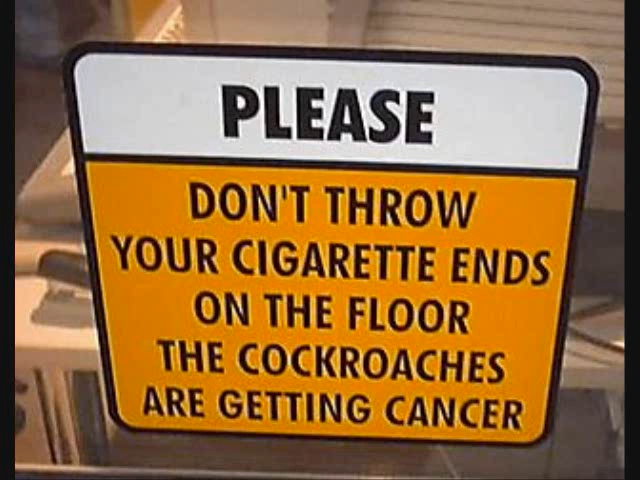 PLEASE
DON'T THROW
YOUR CIGARETTE ENDS
ON THE FLOOR
THE COCKROACHES
ARE GETTING CANCER